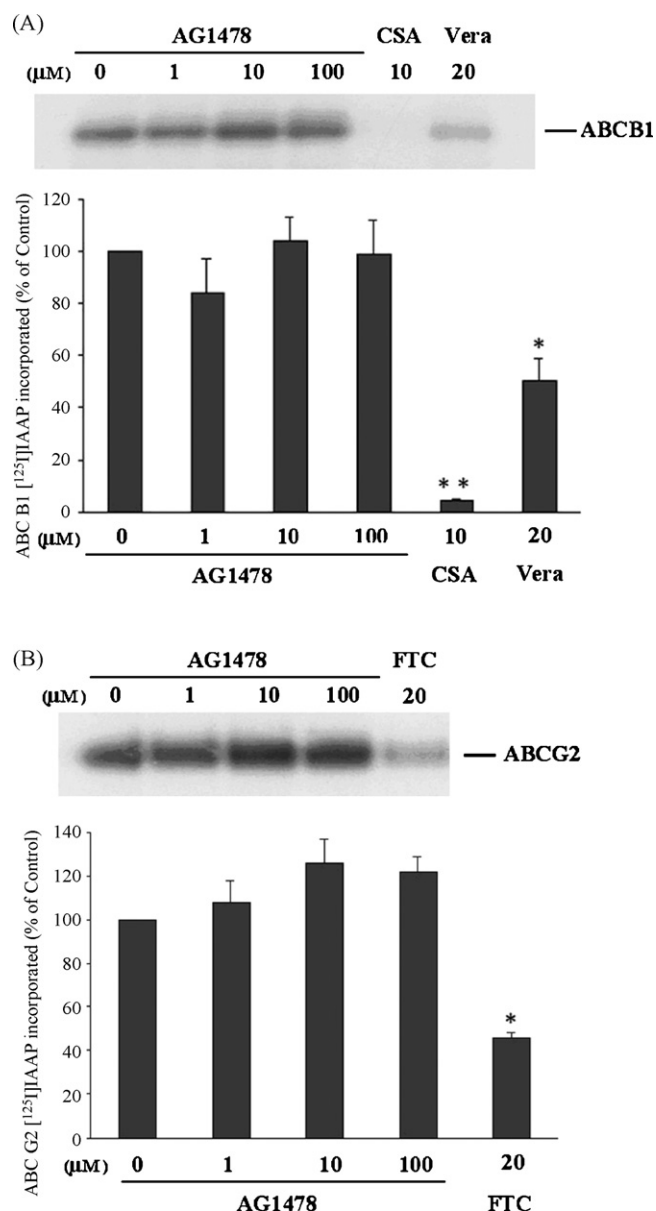 (A)
AG1478 CSA Vera
(μM) 0 1 10 100 10 20
ABCB1
ABC B1 [¹²⁵I]IAAP incorporated (% of Control)
120
100
80
60
40
20
0
* *
*
(μM) 0 1 10 100 10 20
AG1478 CSA Vera
(B)
AG1478 FTC
(μM) 0 1 10 100 20
ABCG2
ABC G2 [¹²⁵I]IAAP incorporated (% of Control)
140
120
100
80
60
40
20
0
*
(μM) 0 1 10 100 20
AG1478 FTC